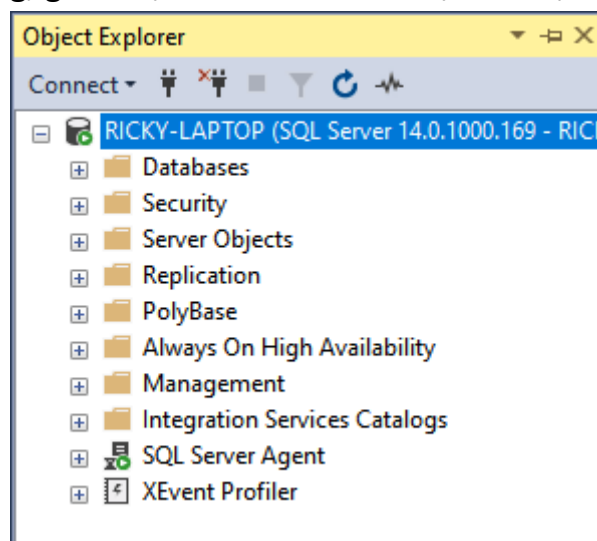 Object Explorer
Connect
RICKY-LAPTOP (SQL Server 14.0.1000.169 - RIC
Databases
Security
Server Objects
Replication
PolyBase
Always On High Availability
Management
Integration Services Catalogs
SQL Server Agent
XEvent Profiler